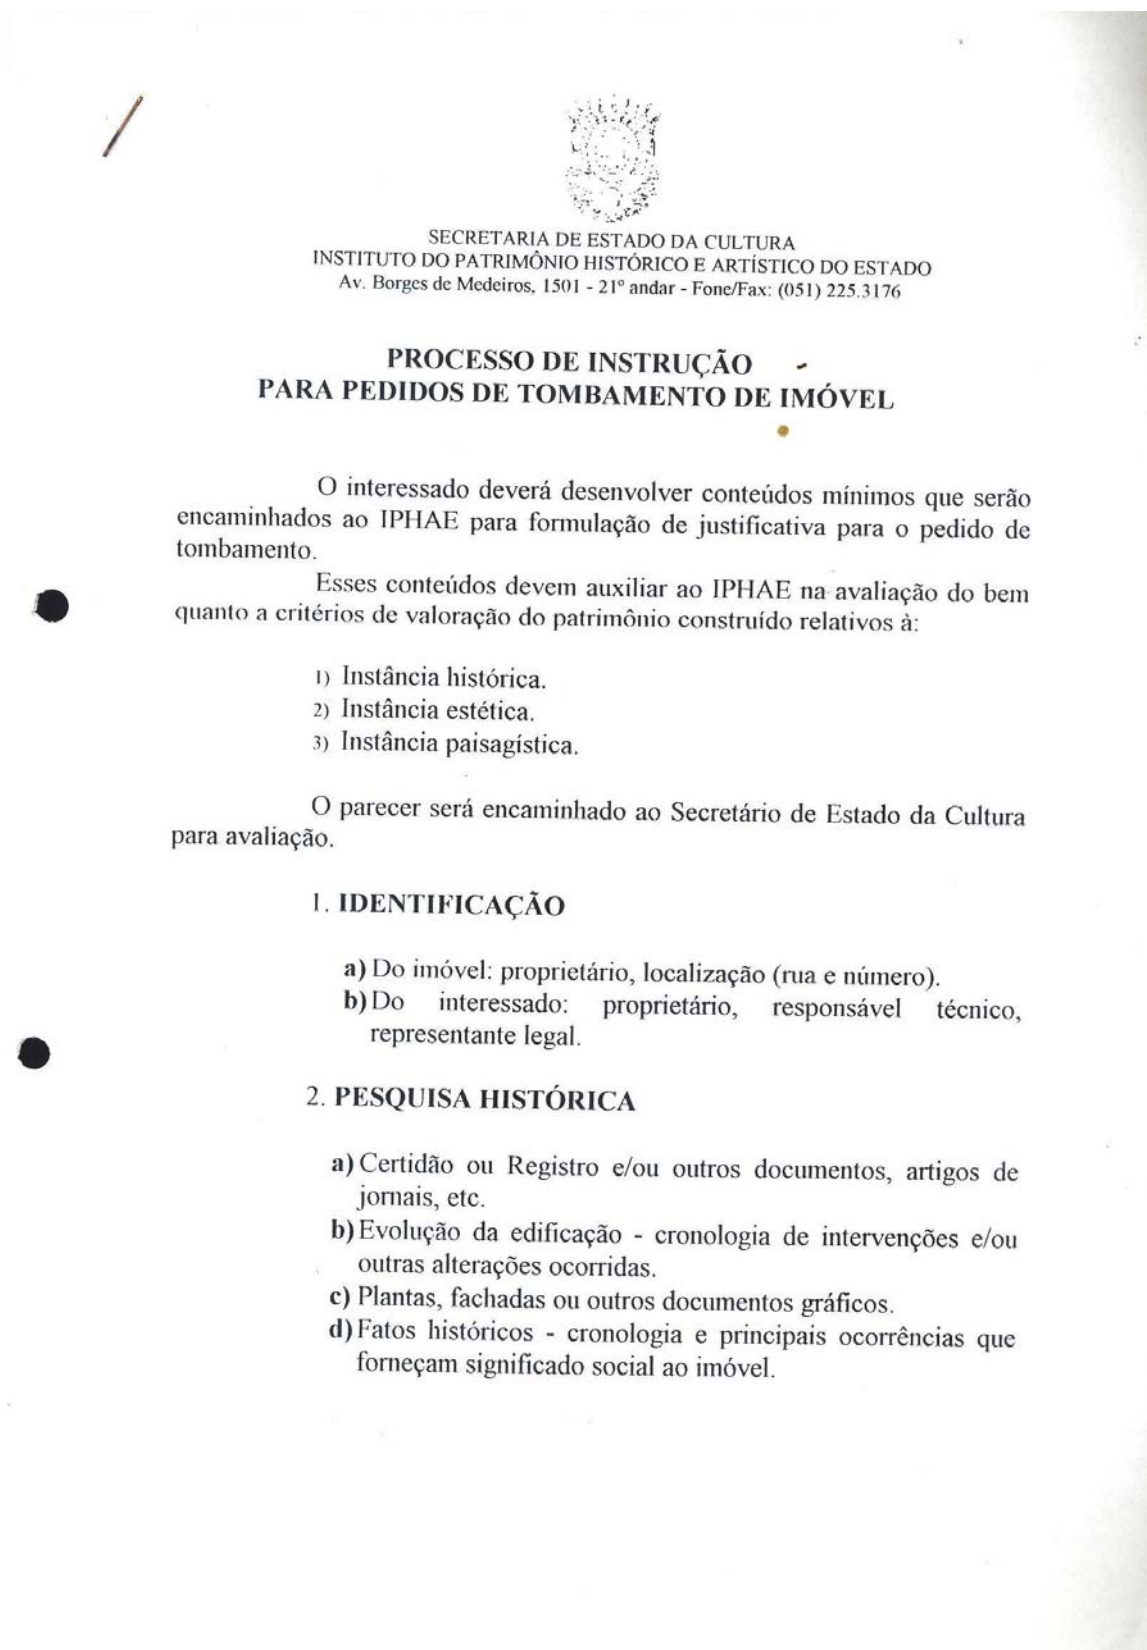 SECRETARIA DE ESTADO DA CULTURA
INSTITUTO DO PATRIMÔNIO HISTÓRICO E ARTÍSTICO DO ESTADO
Av. Borges de Medeiros, 1501 - 21º andar - Fone/Fax: (051) 225.3176
PROCESSO DE INSTRUÇÃO
PARA PEDIDOS DE TOMBAMENTO DE IMÓVEL
O interessado deverá desenvolver conteúdos mínimos que serão
encaminhados ao IPHAE para formulação de justificativa para o pedido de
tombamento.
Esses conteúdos devem auxiliar ao IPHAE na avaliação do bem
quanto a critérios de valoração do patrimônio construído relativos à:
1) Instância histórica.
2) Instância estética.
3) Instância paisagística.
O parecer será encaminhado ao Secretário de Estado da Cultura
para avaliação.
1. IDENTIFICAÇÃO
a) Do imóvel: proprietário, localização (rua e número).
b) Do interessado: proprietário, responsável técnico,
representante legal.
2. PESQUISA HISTÓRICA
a) Certidão ou Registro e/ou outros documentos, artigos de
jornais, etc.
b) Evolução da edificação - cronologia de intervenções e/ou
outras alterações ocorridas.
c) Plantas, fachadas ou outros documentos gráficos.
d) Fatos históricos - cronologia e principais ocorrências que
forneçam significado social ao imóvel.